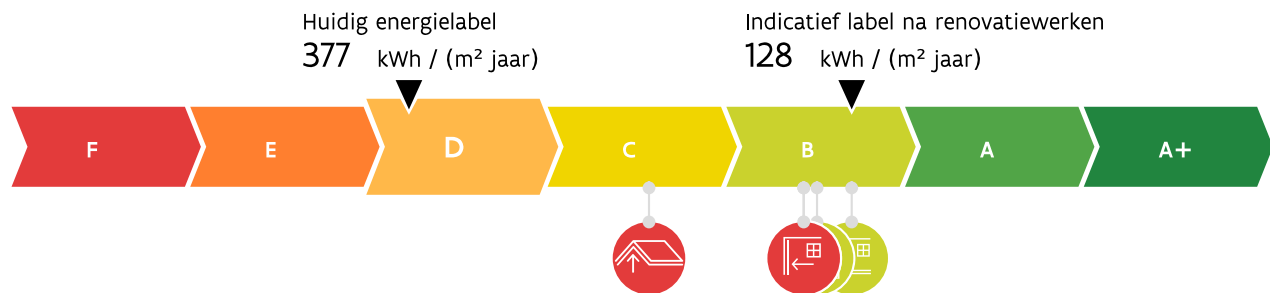 Huidig energielabel
377 kWh / (m² jaar)
Indicatief label na renovatiewerken
128 kWh / (m² jaar)
F E D C B A A+